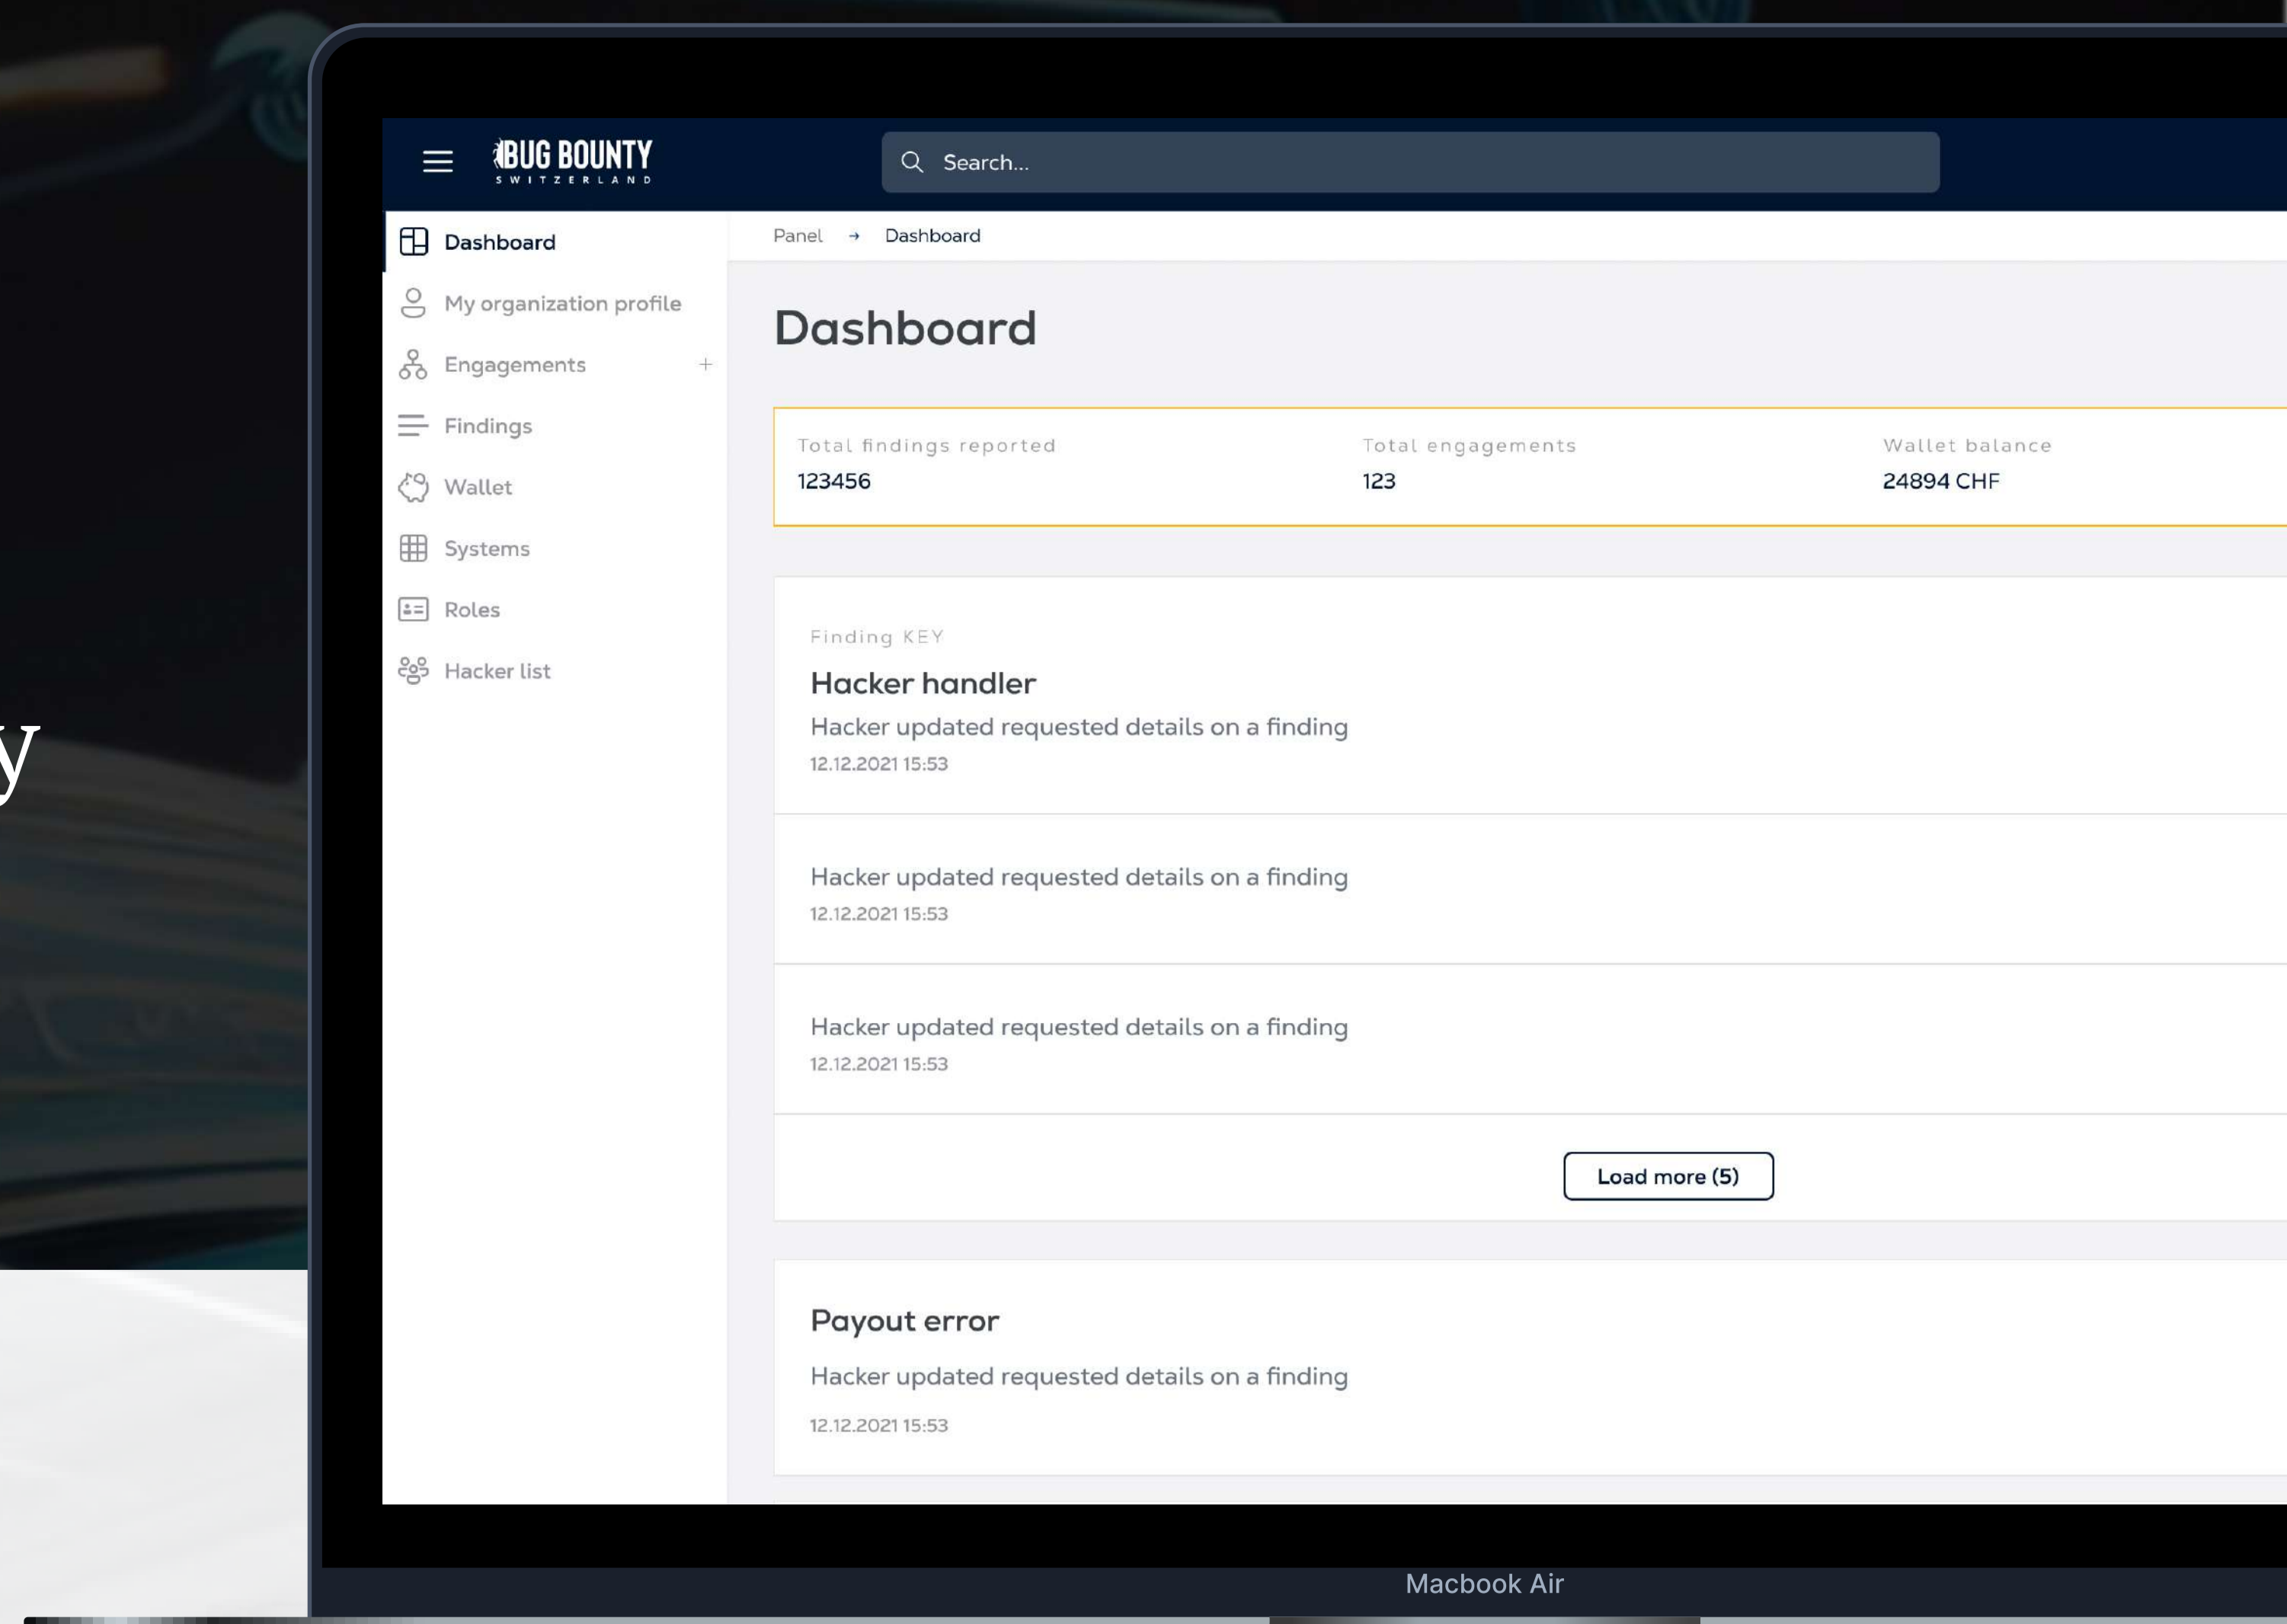 BUG BOUNTY
SWITZERLAND
Search...
Dashboard
My organization profile
Engagements +
Findings
Wallet
Systems
Roles
Hacker list
Panel → Dashboard
Dashboard
Total findings reported
123456
Total engagements
123
Wallet balance
24894 CHF
Finding KEY
Hacker handler
Hacker updated requested details on a finding
12.12.2021 15:53
Hacker updated requested details on a finding
12.12.2021 15:53
Hacker updated requested details on a finding
12.12.2021 15:53
Load more (5)
Payout error
Hacker updated requested details on a finding
12.12.2021 15:53
y
Macbook Air